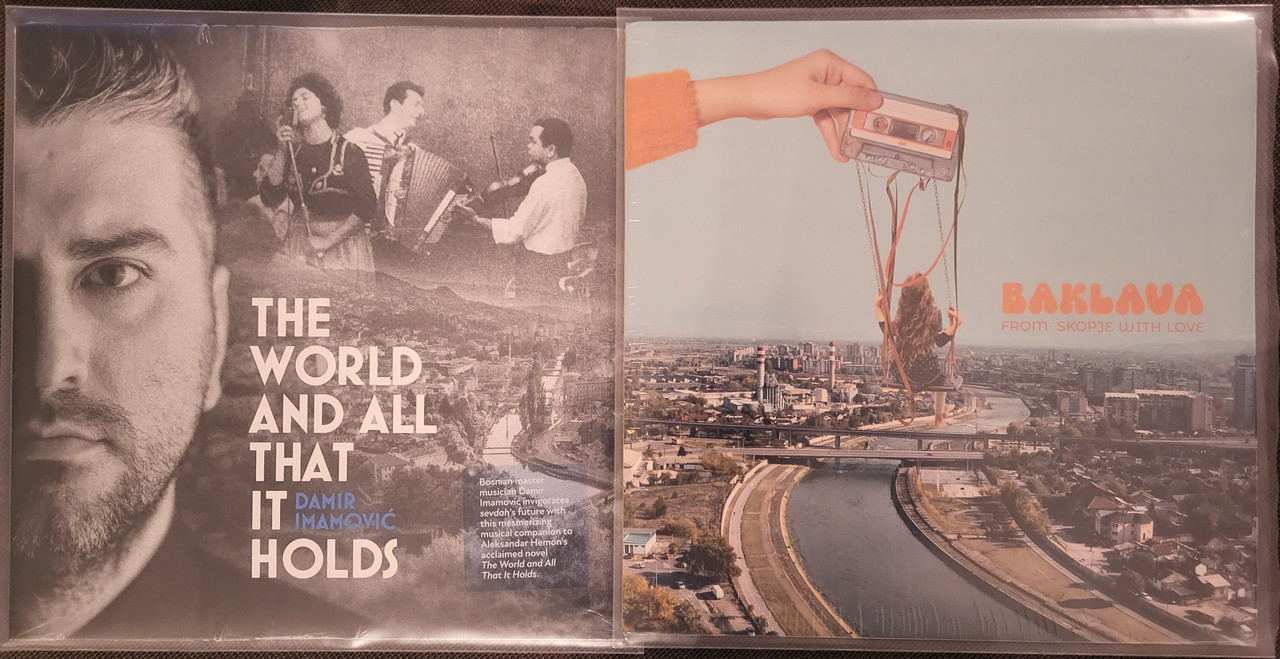 THE
WORLD
AND ALL
THAT
IT
DAMIR
IMAMOVIĆ
HOLDS
Bosnian master
musician Damir
Imamović invigorates
sevdah's future with
this mesmerizing
musical companion to
Aleksandar Hemon's
acclaimed novel
The World and All
That It Holds.
BAKLAVA
FROM SKOPJE WITH LOVE